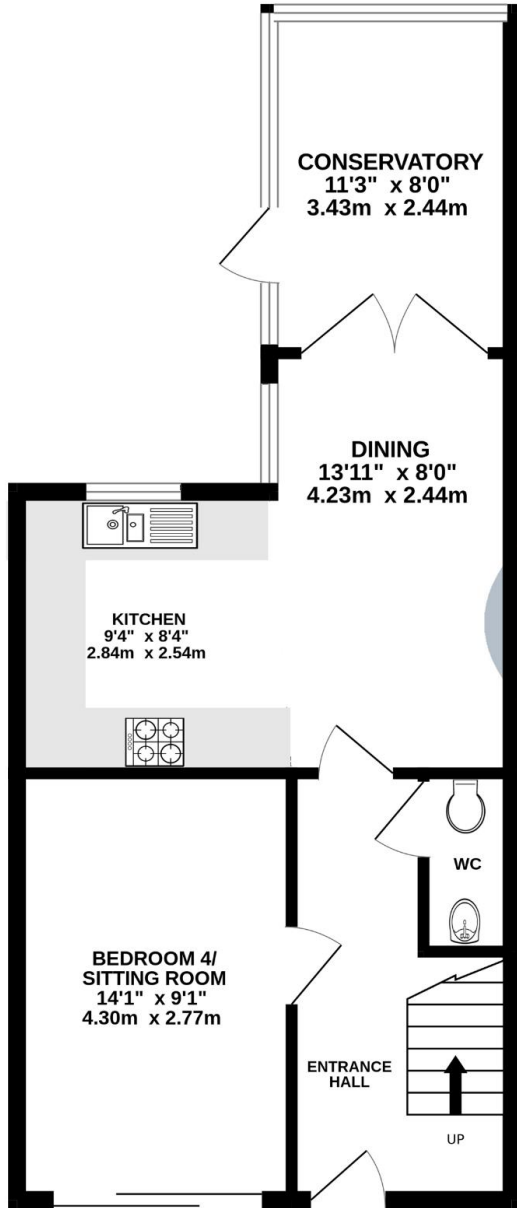 CONSERVATORY
11'3" x 8'0"
3.43m x 2.44m
DINING
13'11" x 8'0"
4.23m x 2.44m
KITCHEN
9'4" x 8'4"
2.84m x 2.54m
WC
BEDROOM 4/
SITTING ROOM
14'1" x 9'1"
4.30m x 2.77m
ENTRANCE
HALL
UP